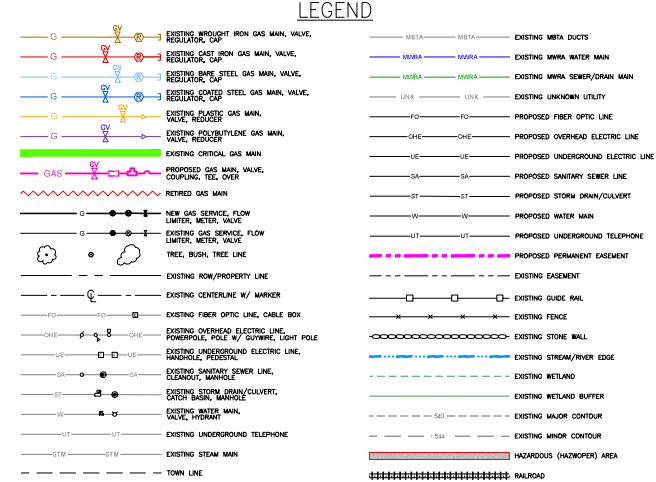 LEGEND
GV
G R EXISTING WROUGHT IRON GAS MAIN, VALVE,
REGULATOR, CAP
GV
G R EXISTING CAST IRON GAS MAIN, VALVE,
REGULATOR, CAP
GV
G R EXISTING BARE STEEL GAS MAIN, VALVE,
REGULATOR, CAP
GV
G R EXISTING COATED STEEL GAS MAIN, VALVE,
REGULATOR, CAP
GV
G EXISTING PLASTIC GAS MAIN,
VALVE, REDUCER
GV
G EXISTING POLYBUTYLENE GAS MAIN,
VALVE, REDUCER
EXISTING CRITICAL GAS MAIN
GV
GAS PROPOSED GAS MAIN, VALVE,
COUPLING, TEE, OVER
RETIRED GAS MAIN
G NEW GAS SERVICE, FLOW
LIMITER, METER, VALVE
G EXISTING GAS SERVICE, FLOW
LIMITER, METER, VALVE
TREE, BUSH, TREE LINE
EXISTING ROW/PROPERTY LINE
CL EXISTING CENTERLINE W/ MARKER
FO FO EXISTING FIBER OPTIC LINE, CABLE BOX
OHE OHE EXISTING OVERHEAD ELECTRIC LINE,
POWERPOLE, POLE W/ GUYWIRE, LIGHT POLE
UE UE EXISTING UNDERGROUND ELECTRIC LINE,
HANDHOLE, PEDESTAL
SA SA EXISTING SANITARY SEWER LINE,
CLEANOUT, MANHOLE
ST EXISTING STORM DRAIN/CULVERT,
CATCH BASIN, MANHOLE
W EXISTING WATER MAIN,
VALVE, HYDRANT
UT UT EXISTING UNDERGROUND TELEPHONE
STM STM EXISTING STEAM MAIN
TOWN LINE
MBTA MBTA EXISTING MBTA DUCTS
MWRA MWRA EXISTING MWRA WATER MAIN
MWRA MWRA EXISTING MWRA SEWER/DRAIN MAIN
UNK UNK EXISTING UNKNOWN UTILITY
FO FO PROPOSED FIBER OPTIC LINE
OHE OHE PROPOSED OVERHEAD ELECTRIC LINE
UE UE PROPOSED UNDERGROUND ELECTRIC LINE
SA SA PROPOSED SANITARY SEWER LINE
ST ST PROPOSED STORM DRAIN/CULVERT
W W PROPOSED WATER MAIN
UT UT PROPOSED UNDERGROUND TELEPHONE
PROPOSED PERMANENT EASEMENT
EXISTING EASEMENT
EXISTING GUIDE RAIL
EXISTING FENCE
EXISTING STONE WALL
EXISTING STREAM/RIVER EDGE
EXISTING WETLAND
EXISTING WETLAND BUFFER
540 EXISTING MAJOR CONTOUR
544 EXISTING MINOR CONTOUR
HAZARDOUS (HAZWOPER) AREA
RAILROAD